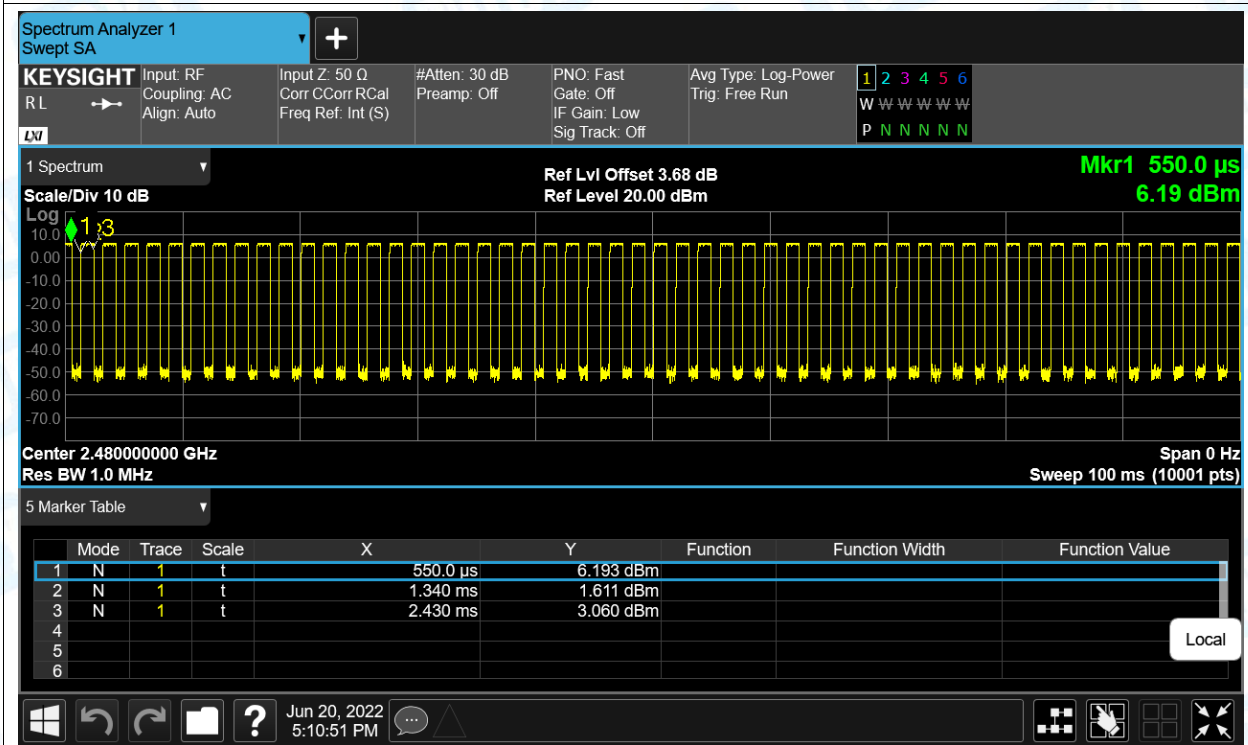 Spectrum Analyzer 1
Swept SA
+
KEYSIGHT Input: RF Input Z: 50 Ω #Atten: 30 dB PNO: Fast Avg Type: Log-Power 1 2 3 4 5 6
R L Coupling: AC Corr CCorr RCal Preamp: Off Gate: Off Trig: Free Run W W W W W W
Align: Auto Freq Ref: Int (S) IF Gain: Low
LXI Sig Track: Off P N N N N N
1 Spectrum Ref Lvl Offset 3.68 dB Mkr1 550.0 µs
Scale/Div 10 dB Ref Level 20.00 dBm 6.19 dBm
Log
1 3
10.0
0.00
-10.0
-20.0
-30.0
-40.0
-50.0
-60.0
-70.0
Center 2.480000000 GHz Span 0 Hz
Res BW 1.0 MHz Sweep 100 ms (10001 pts)
5 Marker Table
Mode Trace Scale X Y Function Function Width Function Value
1 N 1 t 550.0 µs 6.193 dBm
2 N 1 t 1.340 ms 1.611 dBm
3 N 1 t 2.430 ms 3.060 dBm
4
5
6
Local
? Jun 20, 2022
5:10:51 PM